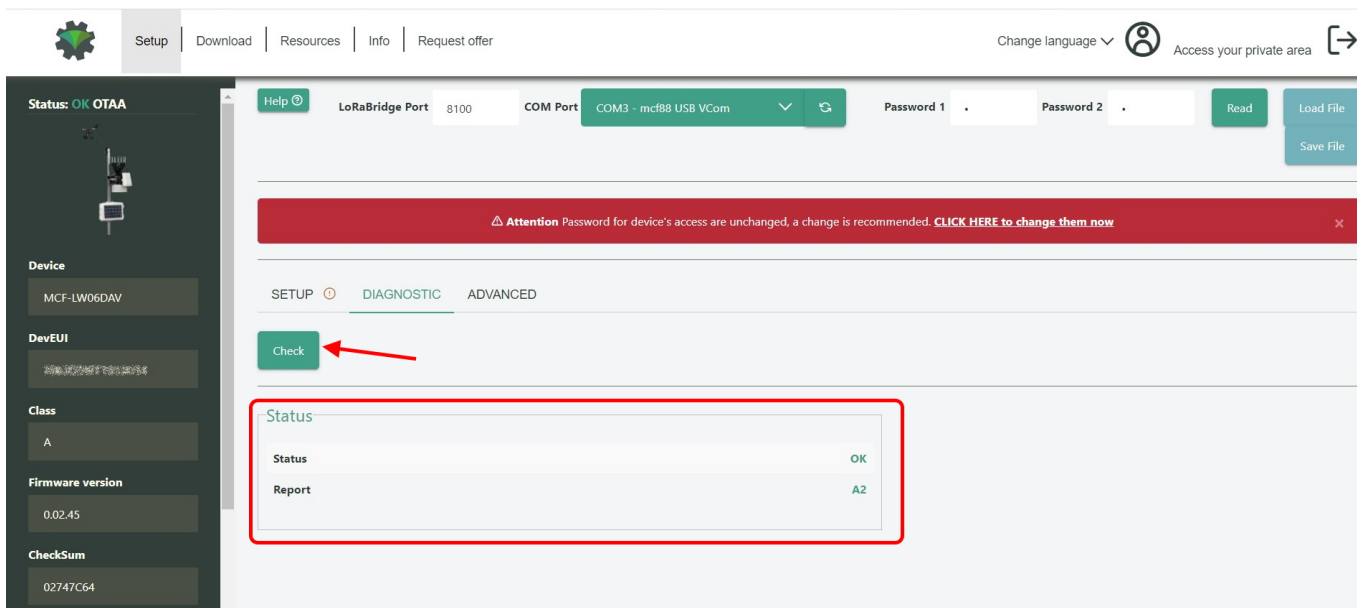 Setup
Download
Resources
Info
Request offer
Change language
Access your private area
Status: OK OTAA
Device
MCF-LW06DAV
DevEUI
Class
A
Firmware version
0.02.45
CheckSum
02747C64
Help
LoRaBridge Port
8100
COM Port
COM3 - mcf88 USB VCom
Password 1
Password 2
Read
Load File
Save File
Attention Password for device's access are unchanged, a change is recommended. CLICK HERE to change them now
SETUP
DIAGNOSTIC
ADVANCED
Check
Status
Status OK
Report A2